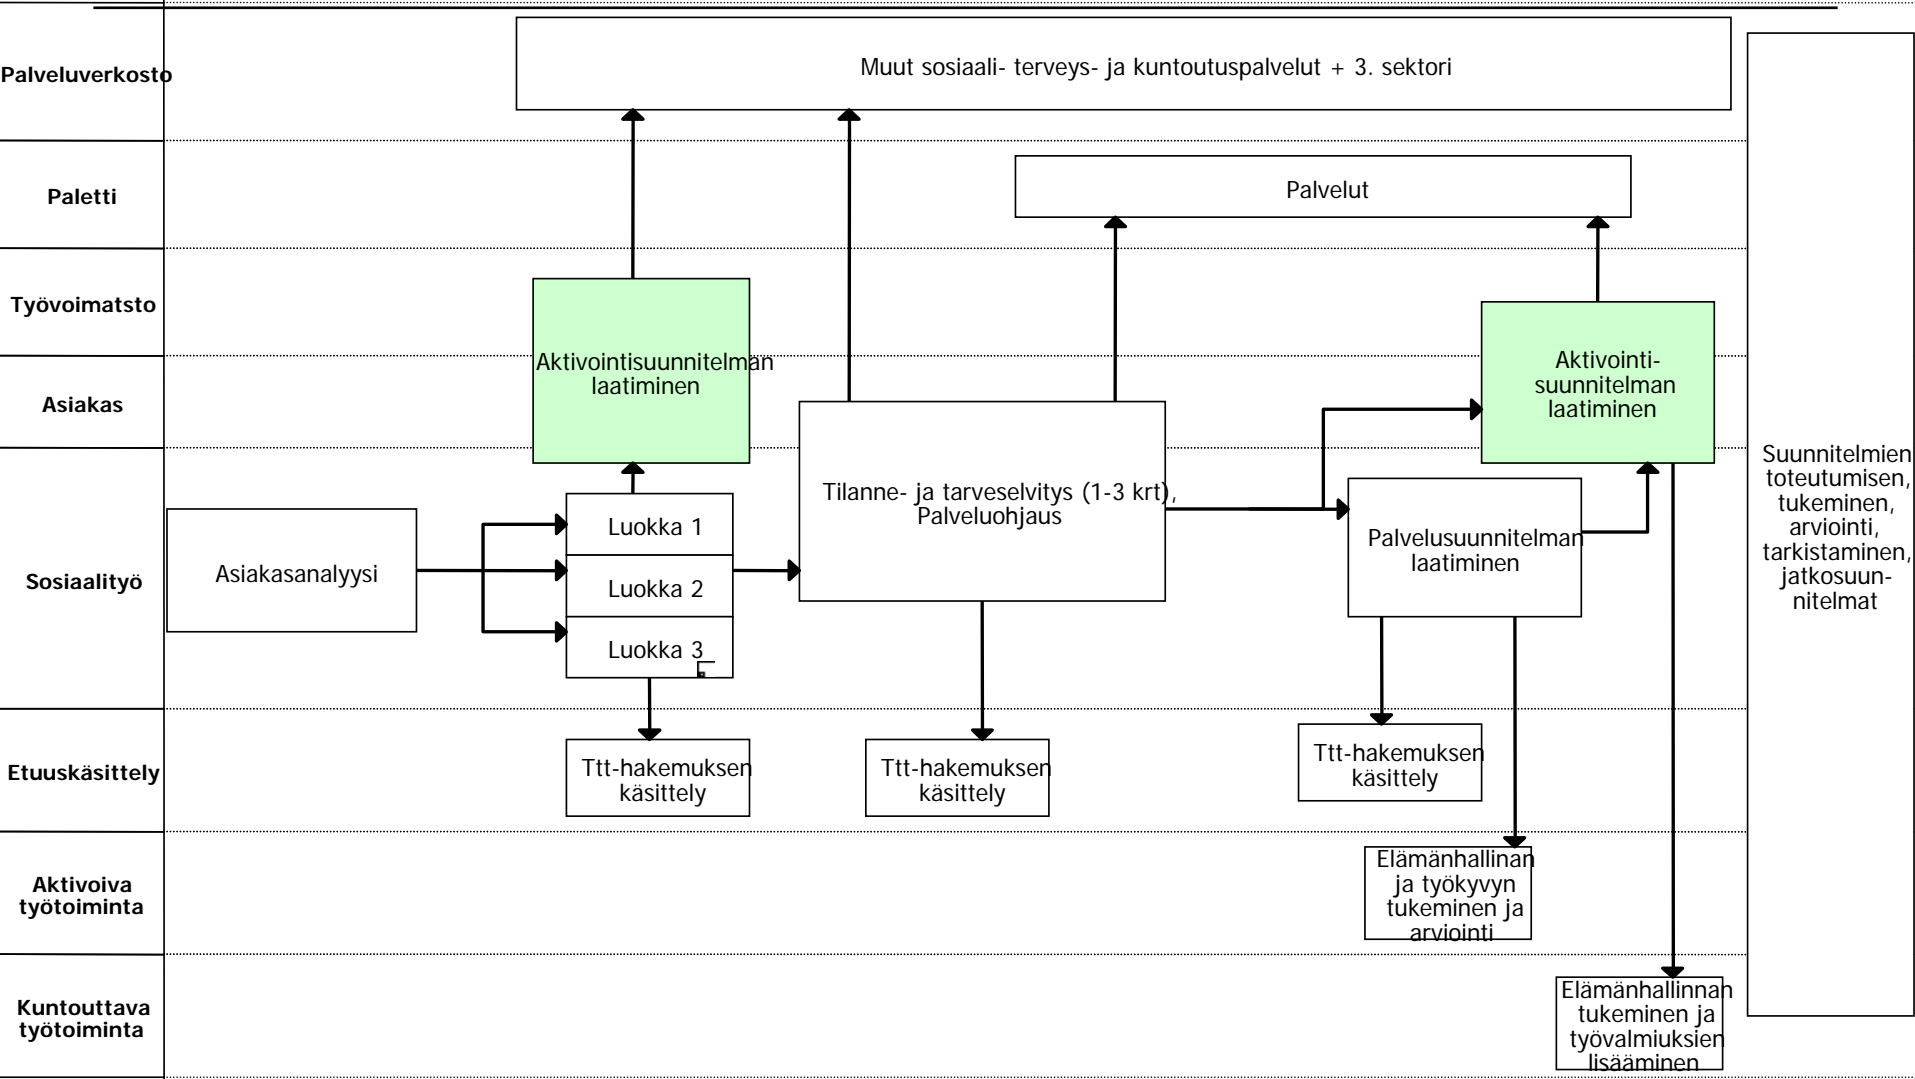 Palveluverkosto
Muut sosiaali- terveys- ja kuntoutuspalvelut + 3. sektori
Paletti
Palvelut
Työvoimatsto
Aktivointisuunnitelman
laatiminen
Aktivointi-
suunnitelman
laatiminen
Asiakas
Sosiaalityö
Asiakasanalyysi
Luokka 1
Luokka 2
Luokka 3
Tilanne- ja tarveselvitys (1-3 krt),
Palveluohjaus
Palvelusuunnitelman
laatiminen
Suunnitelmien
toteutumisen,
tukeminen,
arviointi,
tarkistaminen,
jatkosuun-
nitelmat
Etuuskäsittely
Ttt-hakemuksen
käsittely
Ttt-hakemuksen
käsittely
Ttt-hakemuksen
käsittely
Aktivoiva
työtoiminta
Elämänhallinan
ja työkyvyn
tukeminen ja
arviointi
Kuntouttava
työtoiminta
Elämänhallinnan
tukeminen ja
työvalmiuksien
lisääminen